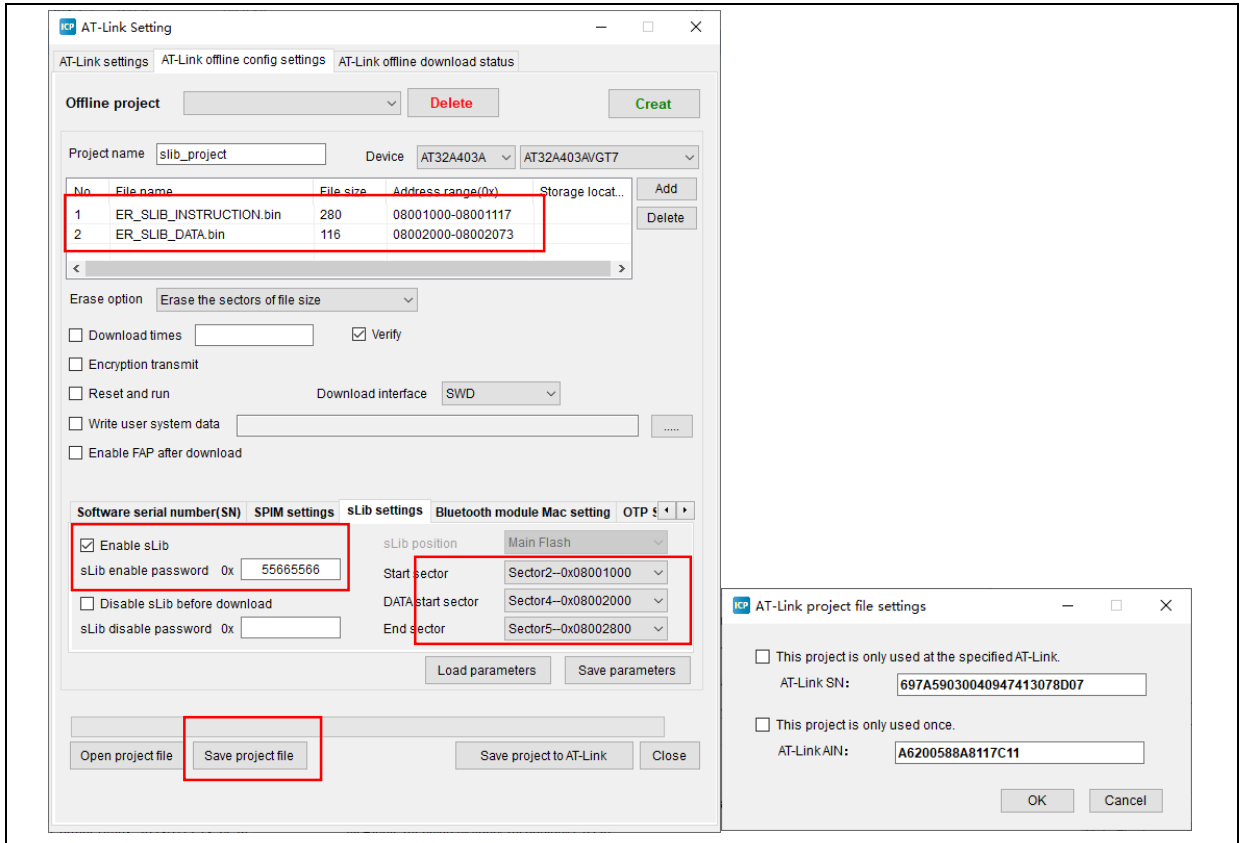 ICP AT-Link Setting
AT-Link settings AT-Link offline config settings AT-Link offline download status
Offline project Delete Creat
Project name slib_project Device AT32A403A AT32A403AVGT7
No. File name File size Address range(0x) Storage locat... Add
1 ER_SLIB_INSTRUCTION.bin 280 08001000-08001117
Delete
2 ER_SLIB_DATA.bin 116 08002000-08002073
Erase option Erase the sectors of file size
Download times Verify
Encryption transmit
Reset and run Download interface SWD
Write user system data .....
Enable FAP after download
Software serial number(SN) SPIM settings sLib settings Bluetooth module Mac setting OTP
Enable sLib sLib position Main Flash
sLib enable password 0x 55665566 Start sector Sector2--0x08001000
Disable sLib before download DATA start sector Sector4--0x08002000
sLib disable password 0x End sector Sector5--0x08002800
Load parameters Save parameters
Open project file Save project file Save project to AT-Link Close
ICP AT-Link project file settings
This project is only used at the specified AT-Link.
AT-Link SN: 697A59030040947413078D07
This project is only used once.
AT-Link AIN: A6200588A8117C11
OK Cancel